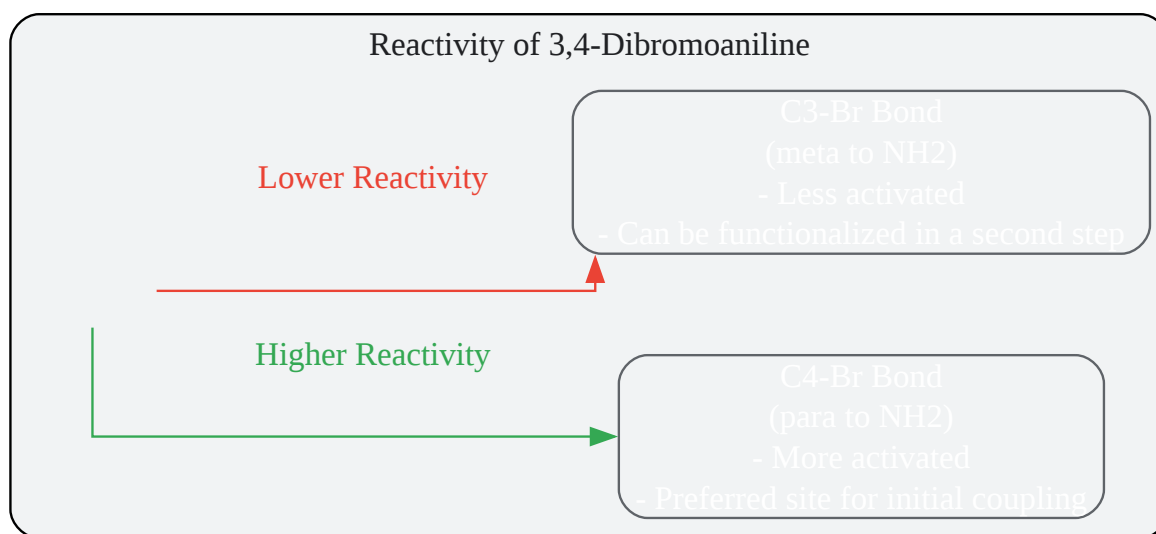 Reactivity of 3,4-Dibromoaniline
C3-Br Bond
(meta to NH2)
- Less activated
- Can be functionalized in a second step
Lower Reactivity
Higher Reactivity
C4-Br Bond
(para to NH2)
- More activated
- Preferred site for initial coupling